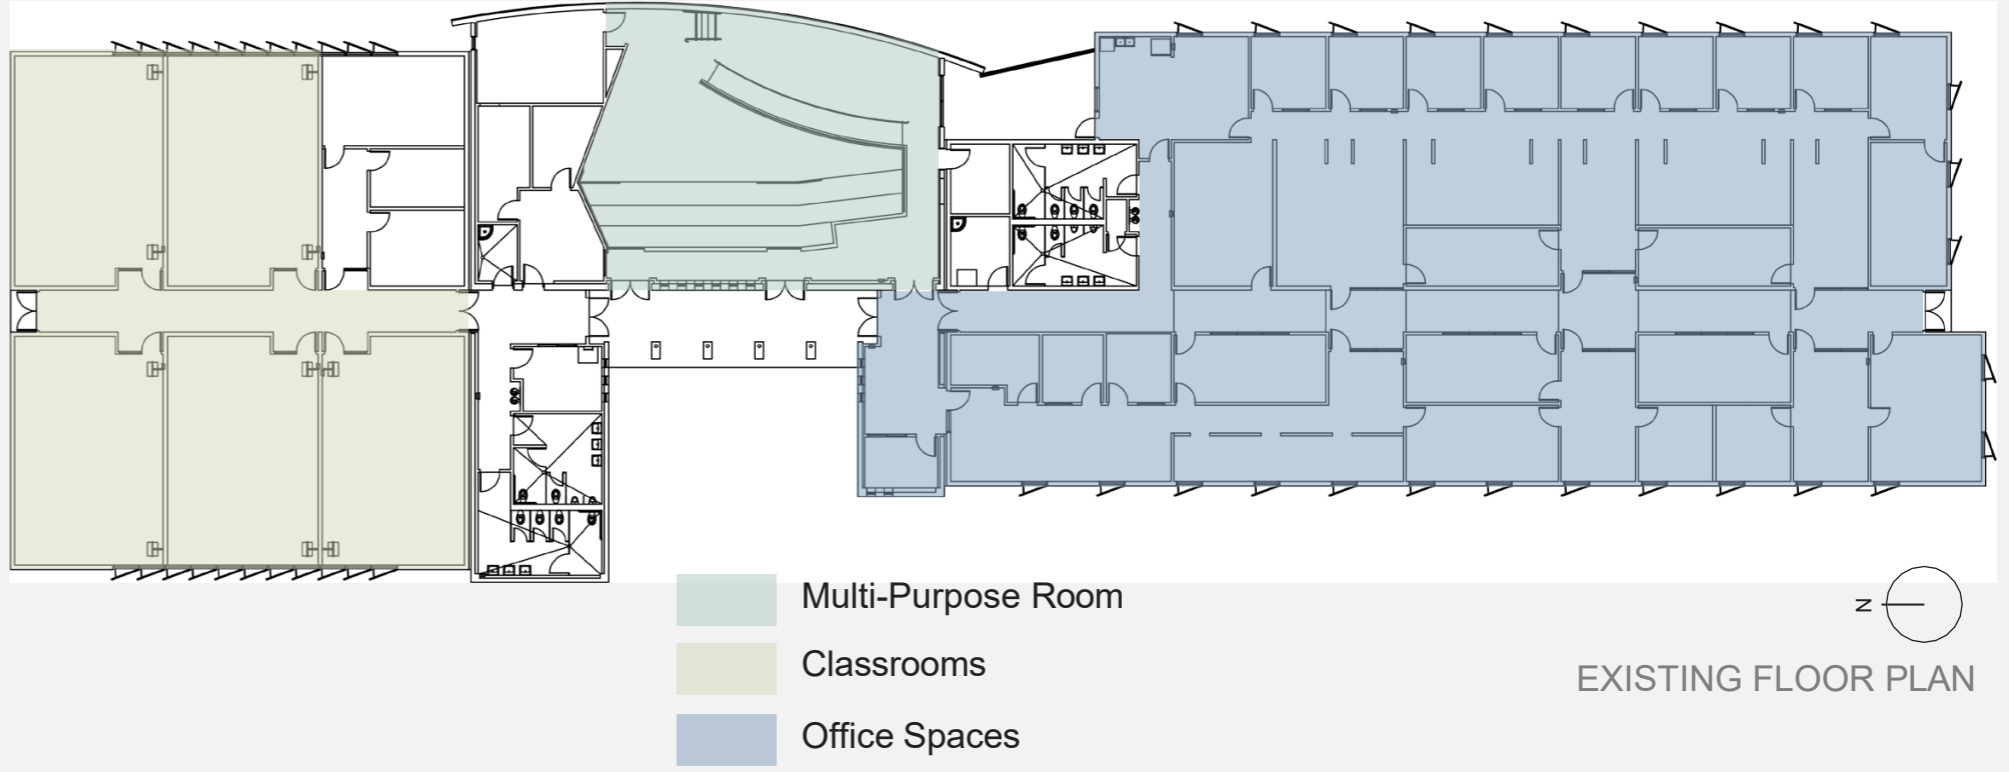 Multi-Purpose Room
Classrooms
Office Spaces
N
EXISTING FLOOR PLAN